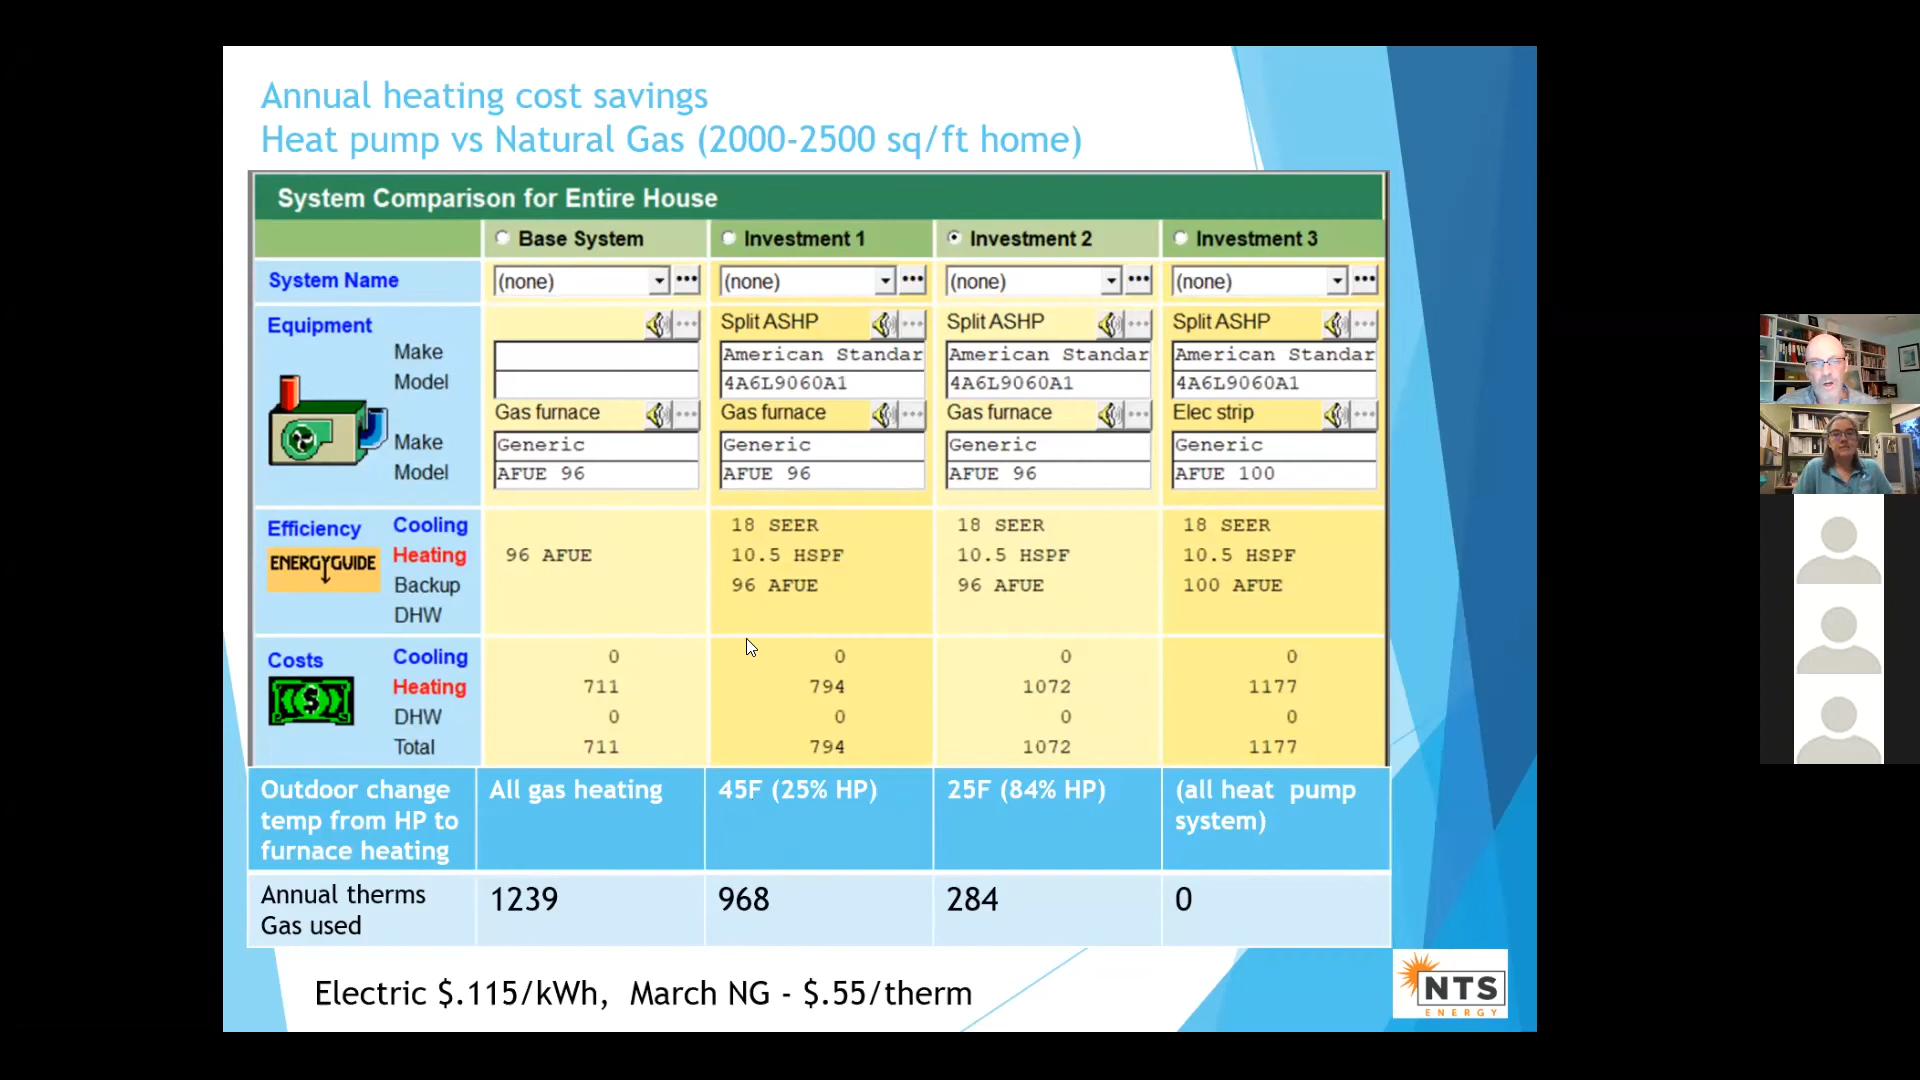 Annual heating cost savings
Heat pump vs Natural Gas (2000-2500 sq/ft home)
System Comparison for Entire House
Base System Investment 1 Investment 2 Investment 3
System Name (none) (none) (none) (none)
Equipment Split ASHP Split ASHP Split ASHP
Make American Standar American Standar American Standar
Model 4A6L9060A1 4A6L9060A1 4A6L9060A1
Gas furnace Gas furnace Gas furnace Elec strip
Make Generic Generic Generic Generic
Model AFUE 96 AFUE 96 AFUE 96 AFUE 100
Efficiency Cooling 18 SEER 18 SEER 18 SEER
ENERGYGUIDE Heating 96 AFUE 10.5 HSPF 10.5 HSPF 10.5 HSPF
Backup 96 AFUE 96 AFUE 100 AFUE
DHW
Costs Cooling 0 0 0 0
Heating 711 794 1072 1177
DHW 0 0 0 0
Total 711 794 1072 1177
Outdoor change All gas heating 45F (25% HP) 25F (84% HP) (all heat pump
temp from HP to system)
furnace heating
Annual therms 1239 968 284 0
Gas used
Electric $.115/kWh, March NG - $.55/therm
NTS
ENERGY